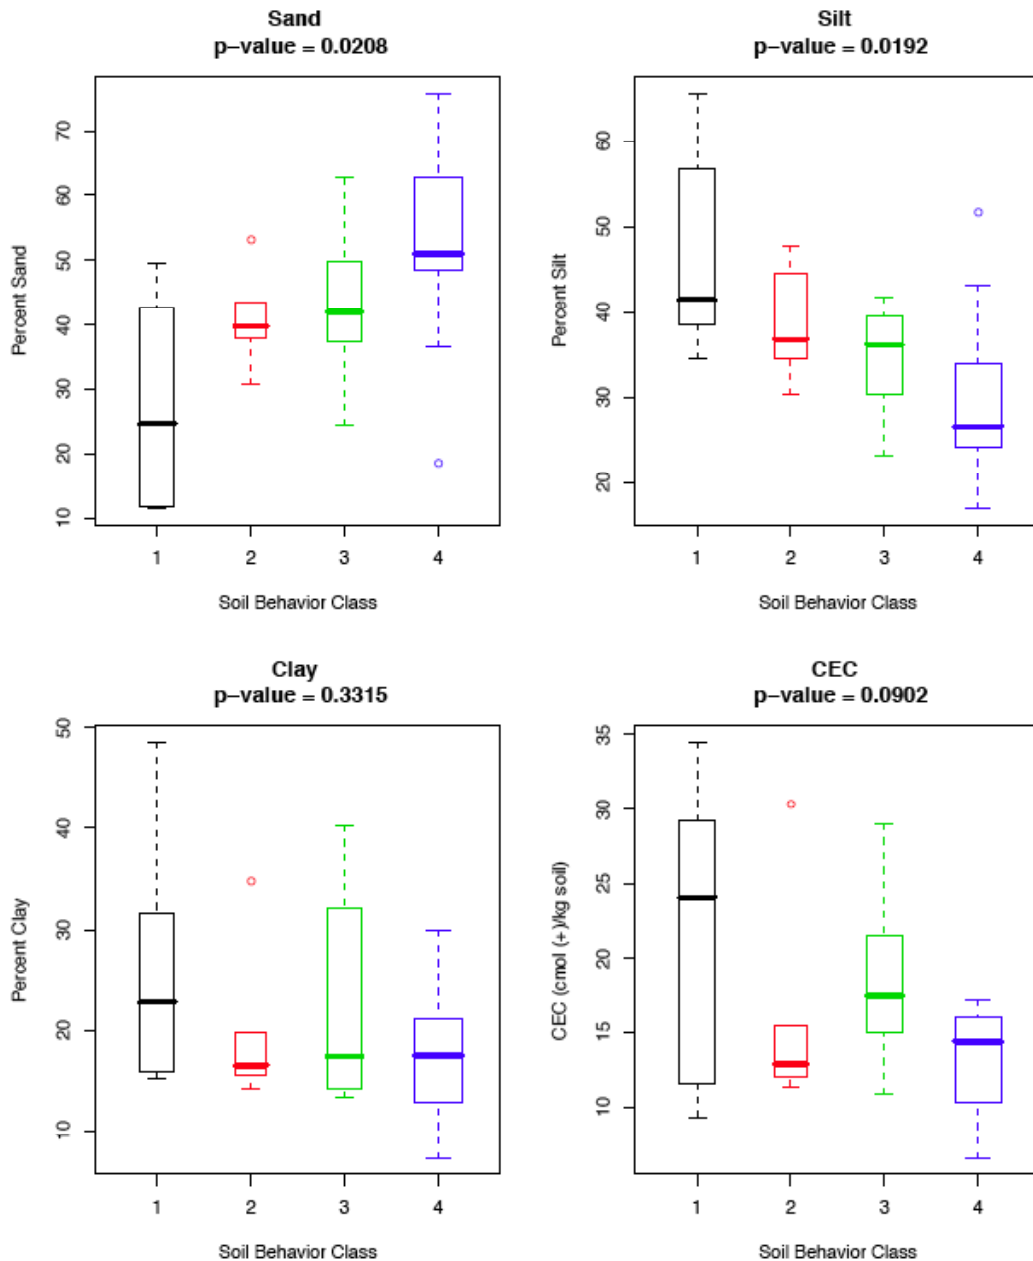 Sand
p-value = 0.0208
Percent Sand
70
60
50
40
30
20
10
1 2 3 4
Soil Behavior Class
Silt
p-value = 0.0192
Percent Silt
60
50
40
30
20
1 2 3 4
Soil Behavior Class
Clay
p-value = 0.3315
Percent Clay
50
40
30
20
10
1 2 3 4
Soil Behavior Class
CEC
p-value = 0.0902
CEC (cmol (+)/kg soil)
35
30
25
20
15
10
1 2 3 4
Soil Behavior Class